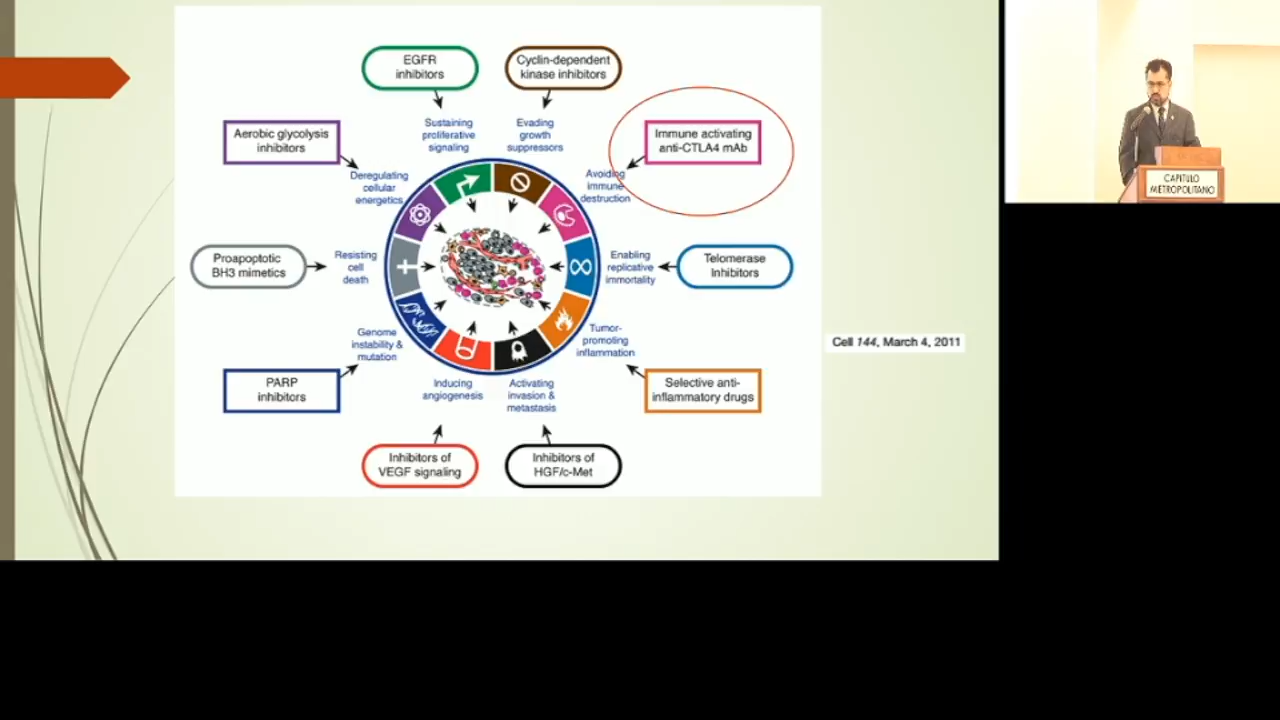 EGFR
inhibitors
Cyclin-dependent
kinase inhibitors
Aerobic glycolysis
inhibitors
Sustaining
proliferative
signaling
Evading
growth
suppressors
Immune activating
anti-CTLA4 mAb
Deregulating
cellular
energetics
Avoiding
immune
destruction
Proapoptotic
BH3 mimetics
Resisting
cell
death
Enabling
replicative
immortality
Telomerase
Inhibitors
Genome
instability &
mutation
Tumor-
promoting
inflammation
PARP
inhibitors
Inducing
angiogenesis
Activating
invasion &
metastasis
Selective anti-
inflammatory drugs
Inhibitors of
VEGF signaling
Inhibitors of
HGF/c-Met
Cell 144, March 4, 2011
CAPITULO
METROPOLITANO